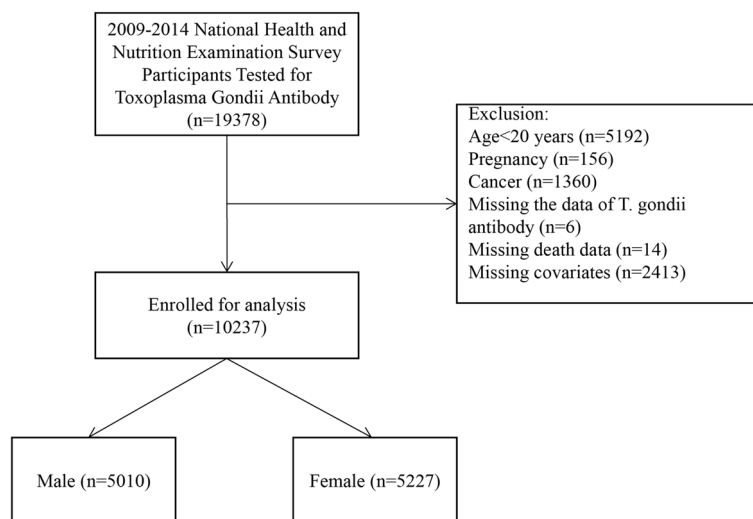 2009-2014 National Health and
Nutrition Examination Survey
Participants Tested for
Toxoplasma Gondii Antibody
(n=19378)
Exclusion:
Age<20 years (n=5192)
Pregnancy (n=156)
Cancer (n=1360)
Missing the data of T. gondii
antibody (n=6)
Missing death data (n=14)
Missing covariates (n=2413)
Enrolled for analysis
(n=10237)
Male (n=5010)
Female (n=5227)